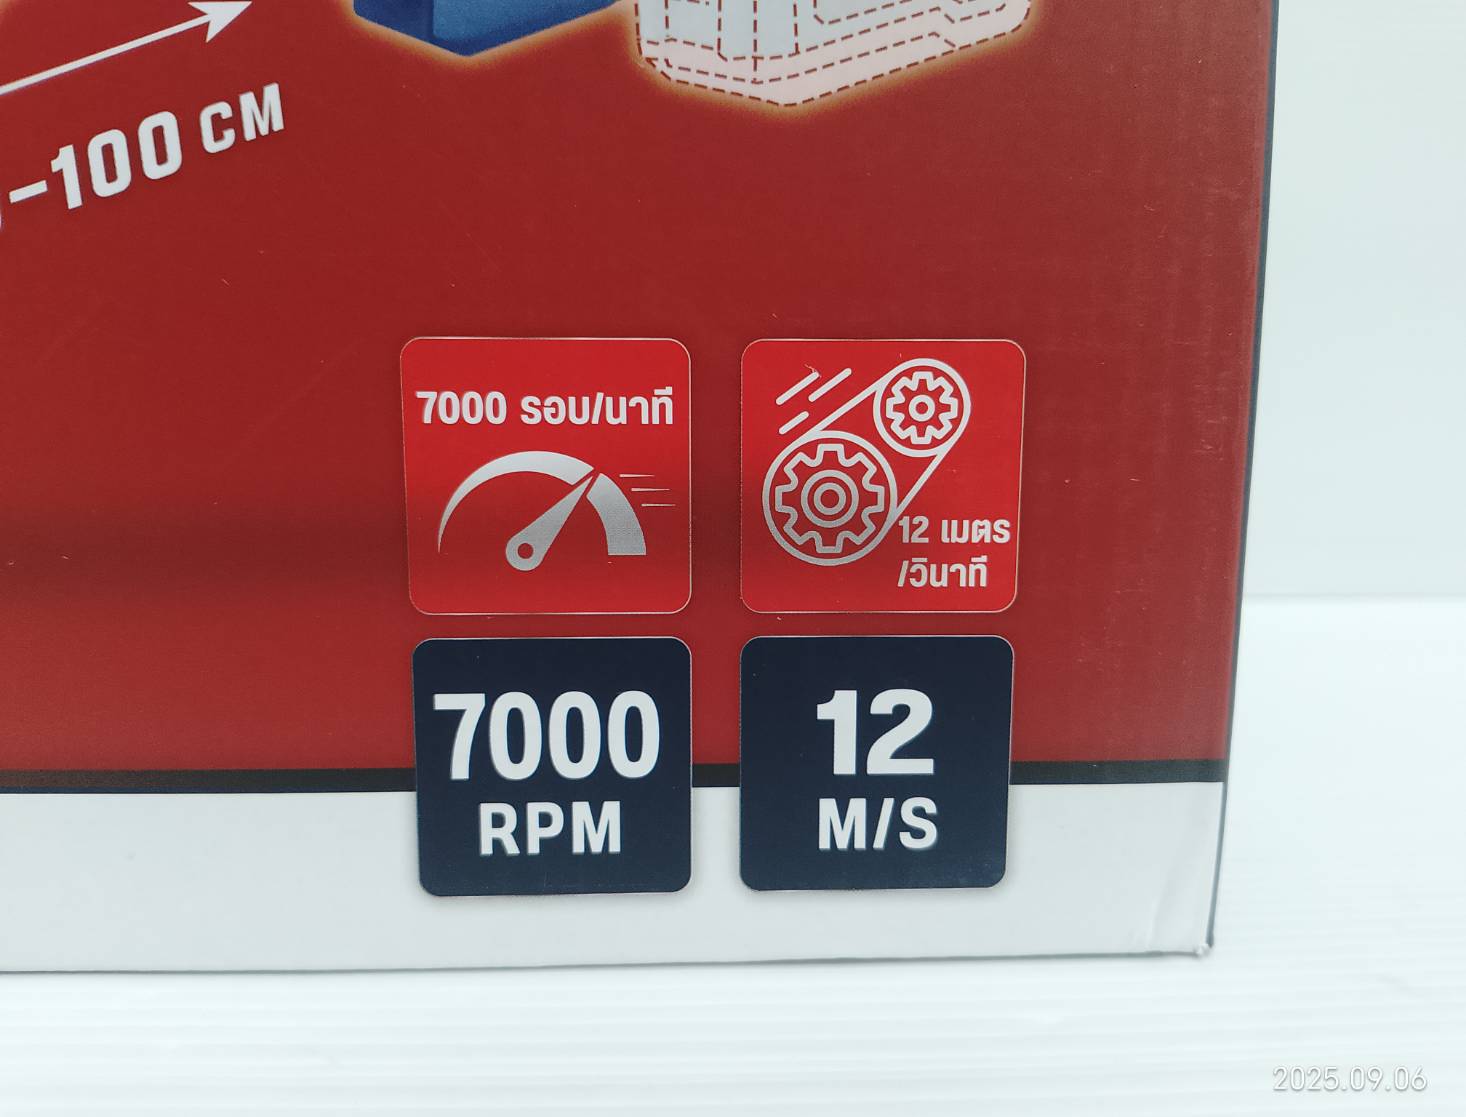 -100 CM
7000 รอบ/นาที
12 เมตร
/วินาที
7000
RPM
12
M/S
2025.09.06